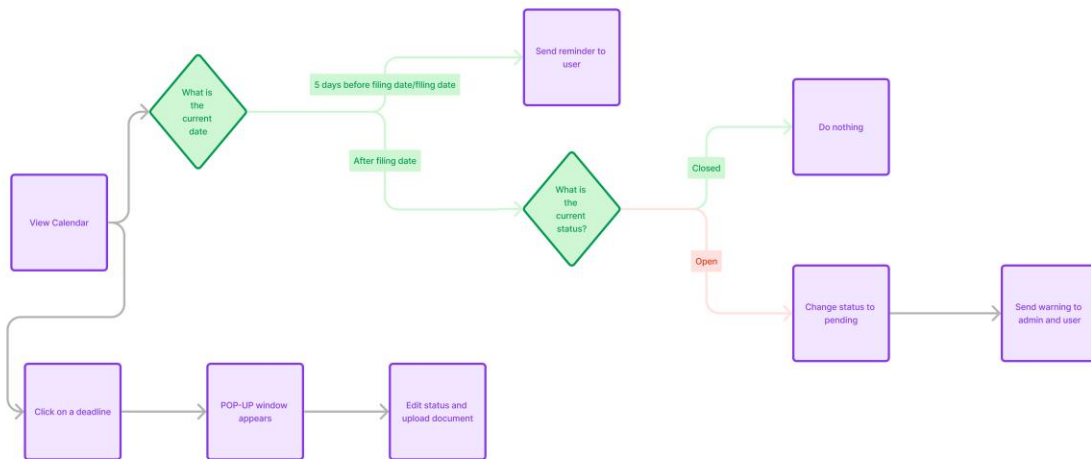 Send reminder to
user
What is
the
current
date
5 days before filing date/filing date
Do nothing
After filing date
Closed
What is
the
current
status?
View Calendar
Open
Change status to
pending
Send warning to
admin and user
Click on a deadline
POP-UP window
appears
Edit status and
upload document